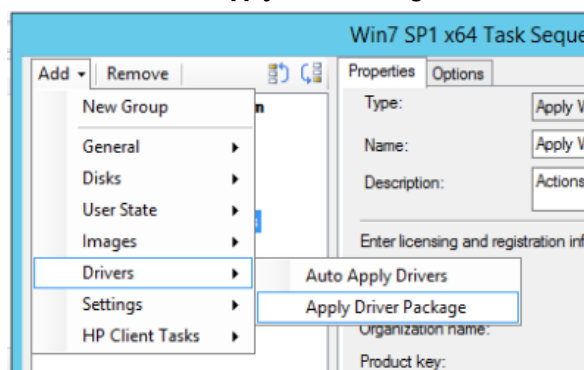 Win7 SP1 x64 Task Seque
Add Remove
Properties Options
New Group
General
Disks
User State
Images
Drivers
Settings
HP Client Tasks
Type: Apply W
Name: Apply W
Description: Actions
Enter licensing and registration inf
Auto Apply Drivers
Apply Driver Package
Organization name:
Product key: